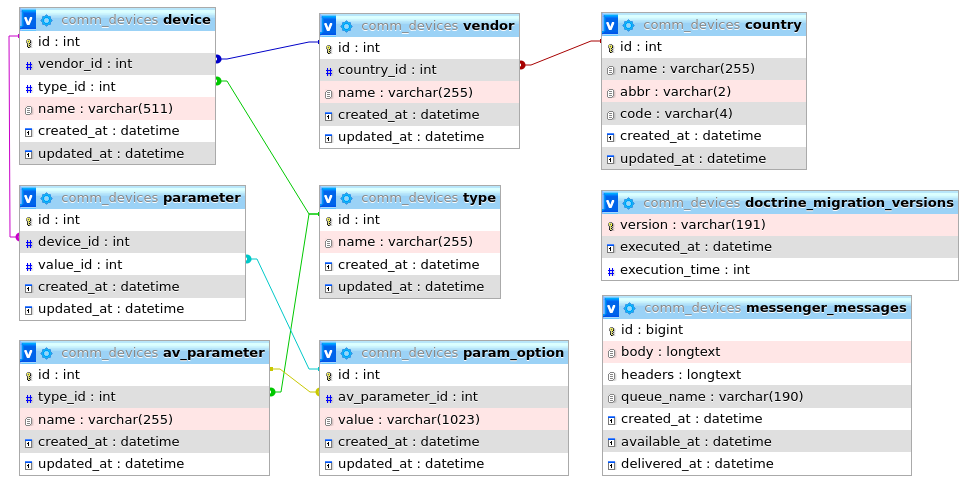 v comm_devices device
id : int
# vendor_id : int
# type_id : int
name : varchar(511)
created_at : datetime
updated_at : datetime
v comm_devices vendor
id : int
# country_id : int
name : varchar(255)
created_at : datetime
updated_at : datetime
v comm_devices country
id : int
name : varchar(255)
abbr : varchar(2)
code : varchar(4)
created_at : datetime
updated_at : datetime
v comm_devices parameter
id : int
# device_id : int
# value_id : int
created_at : datetime
updated_at : datetime
v comm_devices type
id : int
name : varchar(255)
created_at : datetime
updated_at : datetime
v comm_devices doctrine_migration_versions
version : varchar(191)
executed_at : datetime
# execution_time : int
v comm_devices av_parameter
id : int
# type_id : int
name : varchar(255)
created_at : datetime
updated_at : datetime
v comm_devices param_option
id : int
# av_parameter_id : int
value : varchar(1023)
created_at : datetime
updated_at : datetime
v comm_devices messenger_messages
id : bigint
body : longtext
headers : longtext
queue_name : varchar(190)
created_at : datetime
available_at : datetime
delivered_at : datetime